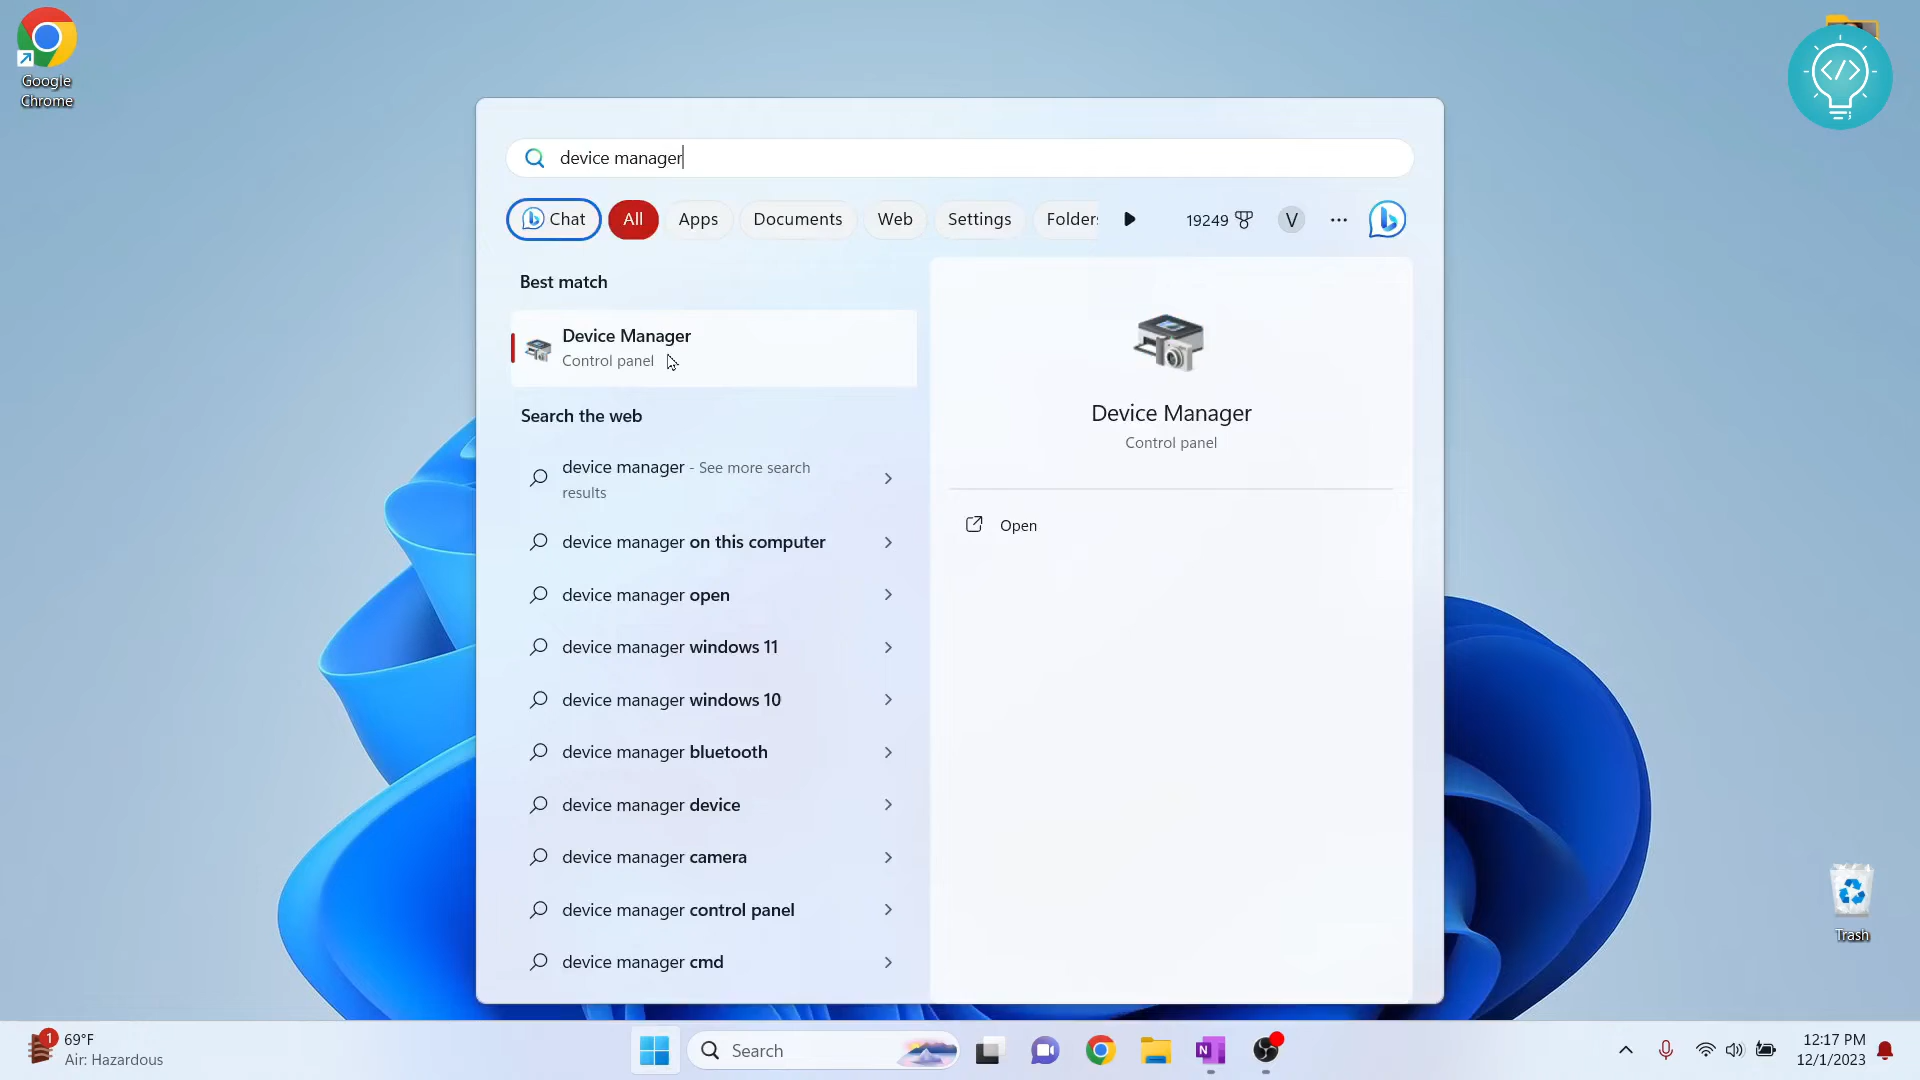 Google
Chrome
device manager
Chat
All
Apps
Documents
Web
Settings
Folder
19249
V
Best match
Device Manager
Control panel
Search the web
device manager - See more search
results
device manager on this computer
device manager open
device manager windows 11
device manager windows 10
device manager bluetooth
device manager device
device manager camera
device manager control panel
device manager cmd
Device Manager
Control panel
Open
</>
Trash
1
69°F
Air: Hazardous
Search
N
12:17 PM
12/1/2023